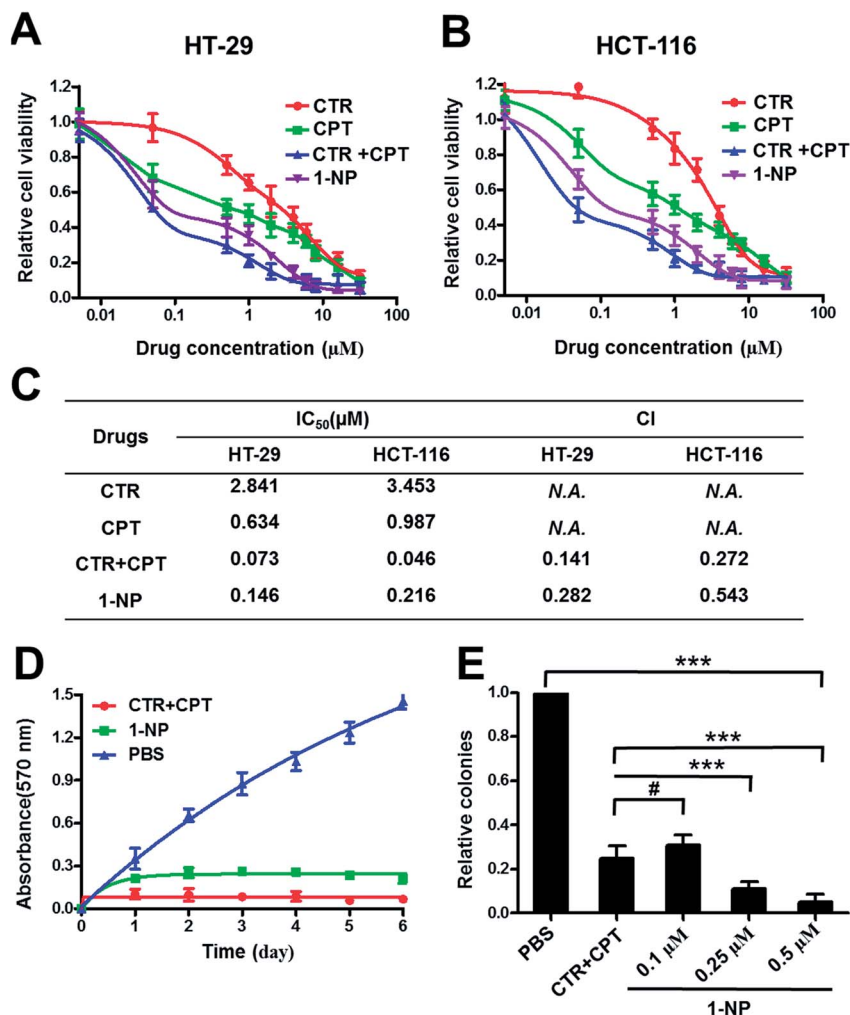 A
HT-29
Relative cell viability
1.2
1.0
0.8
0.6
0.4
0.2
0.0
0.01
0.1
1
10
100
Drug concentration (μM)
CTR
CPT
CTR +CPT
1-NP
B
HCT-116
Relative cell viability
1.2
1.0
0.8
0.6
0.4
0.2
0.0
0.01
0.1
1
10
100
Drug concentration (μM)
CTR
CPT
CTR +CPT
1-NP
C
Drugs IC50(μM) CI
HT-29 HCT-116 HT-29 HCT-116
CTR 2.841 3.453 N.A. N.A.
CPT 0.634 0.987 N.A. N.A.
CTR+CPT 0.073 0.046 0.141 0.272
1-NP 0.146 0.216 0.282 0.543
D
Absorbance(570 nm)
1.5
1.2
0.9
0.6
0.3
0.0
0
1
2
3
4
5
6
Time (day)
CTR+CPT
1-NP
PBS
E
Relative colonies
1.0
0.8
0.6
0.4
0.2
0.0
***
***
***
#
PBS
CTR+CPT
0.1 μM
0.25 μM
0.5 μM
1-NP